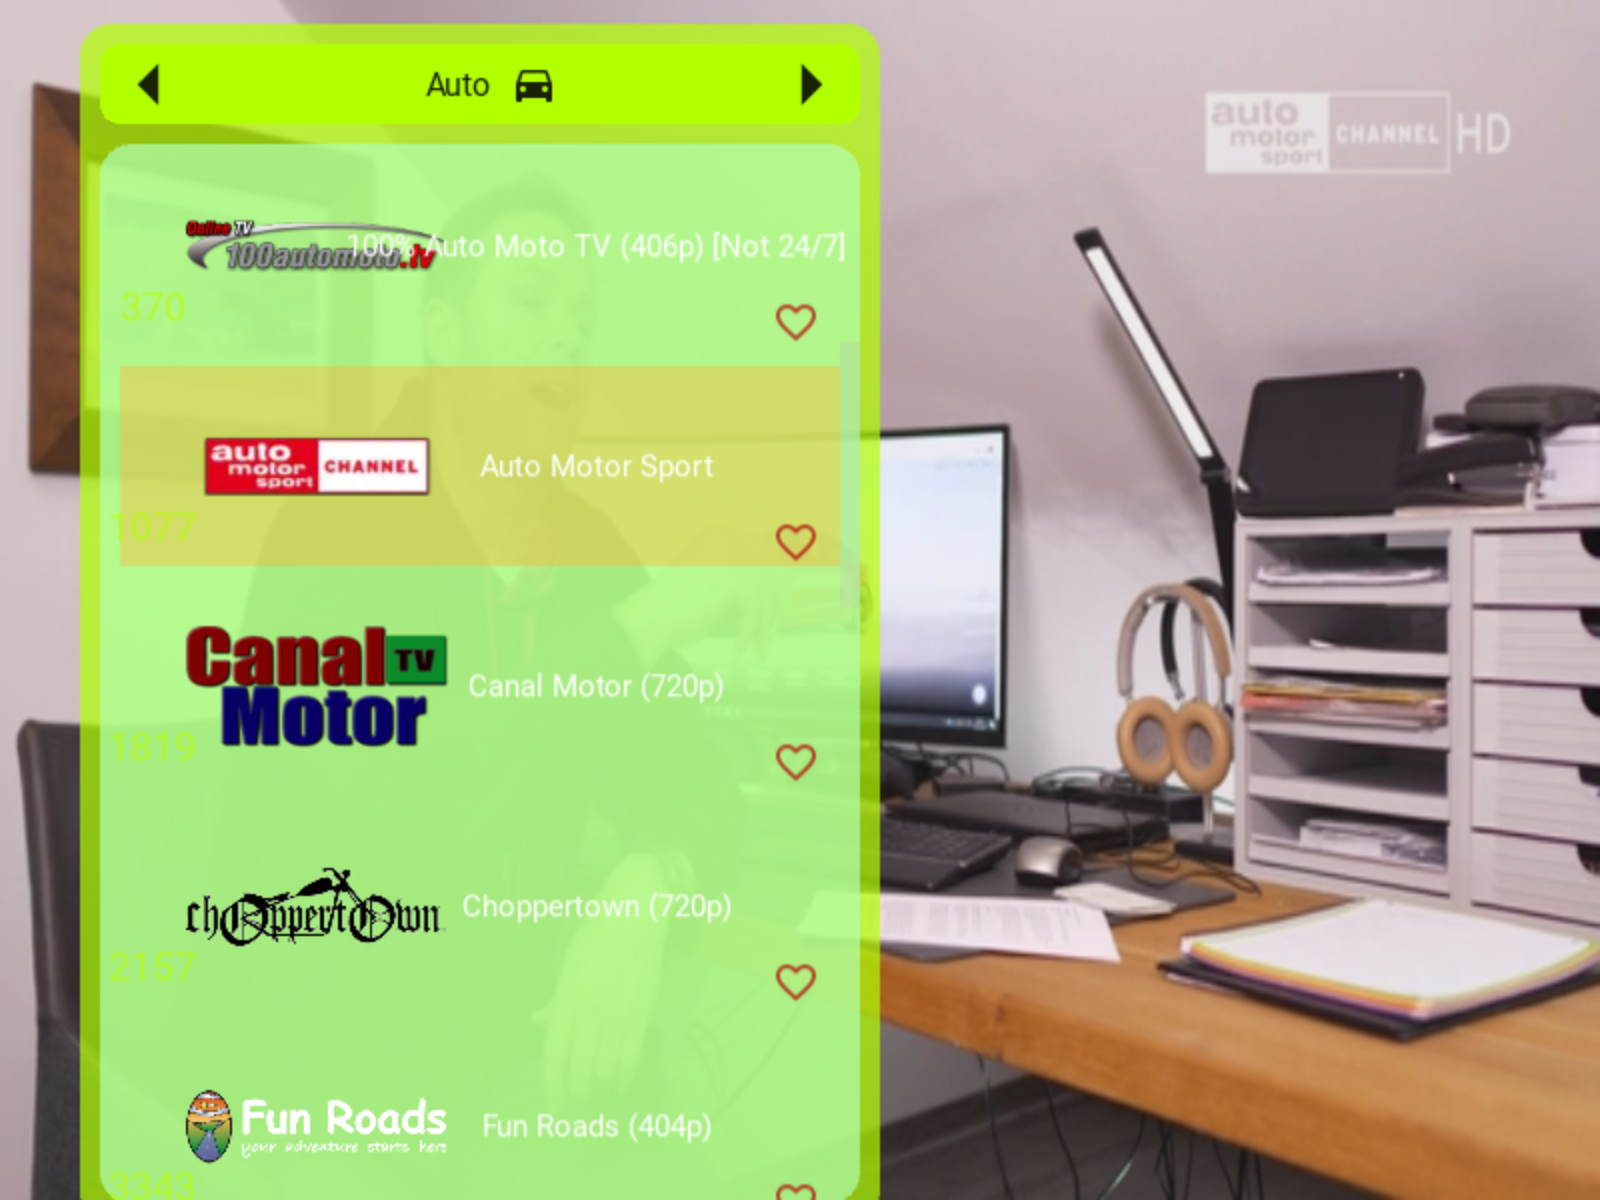 Auto
auto motor sport CHANNEL HD
Online TV
100automoto.tv
100% Auto Moto TV (406p) [Not 24/7]
370
auto motor sport CHANNEL
Auto Motor Sport
1077
Canal TV Motor
Canal Motor (720p)
1819
chOppertOwn
Choppertown (720p)
2157
Fun Roads
your adventure starts here
Fun Roads (404p)
3343